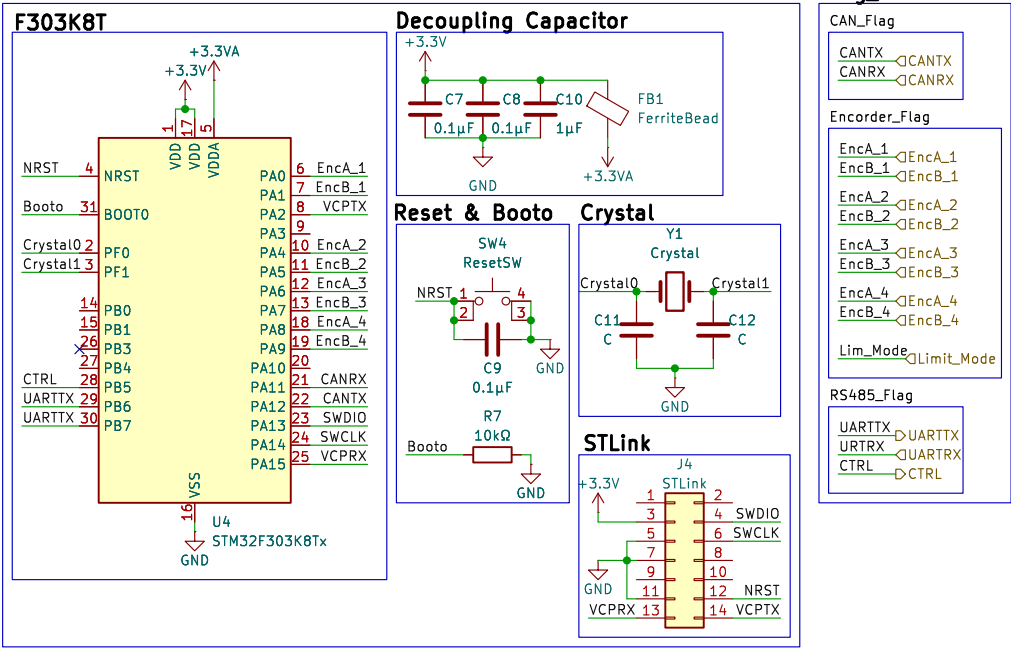 F303K8T
+3.3VA
+3.3V
1
17
5
VDD
VDD
VDDA
NRST 4 NRST
Booto 31 BOOT0
Crystal0 2 PF0
Crystal1 3 PF1
14 PB0
15 PB1
26 PB3
27 PB4
CTRL 28 PB5
UARTTX 29 PB6
UARTTX 30 PB7
PA0 6 EncA_1
PA1 7 EncB_1
PA2 8 VCPTX
PA3 9
PA4 10 EncA_2
PA5 11 EncB_2
PA6 12 EncA_3
PA7 13 EncB_3
PA8 18 EncA_4
PA9 19 EncB_4
PA10 20
PA11 21 CANRX
PA12 22 CANTX
PA13 23 SWDIO
PA14 24 SWCLK
PA15 25 VCPRX
VSS
16
U4
STM32F303K8Tx
GND
Decoupling Capacitor
+3.3V
C7
0.1μF
C8
0.1μF
C10
1μF
FB1
FerriteBead
+3.3VA
GND
Reset & Booto
SW4
ResetSW
NRST
1
4
2
3
C9
0.1μF
GND
R7
10kΩ
Booto
GND
Crystal
Y1
Crystal
Crystal0
Crystal1
C11
C
C12
C
GND
STLink
J4
STLink
+3.3V
1 2
3 4 SWDIO
5 6 SWCLK
7 8
9 10
11 12 NRST
VCPRX 13 14 VCPTX
GND
CAN_Flag
CANTX CANTX
CANRX CANRX
Encorder_Flag
EncA_1 EncA_1
EncB_1 EncB_1
EncA_2 EncA_2
EncB_2 EncB_2
EncA_3 EncA_3
EncB_3 EncB_3
EncA_4 EncA_4
EncB_4 EncB_4
Lim_Mode Limit_Mode
RS485_Flag
UARTTX UARTTX
URTRX UARTRX
CTRL CTRL